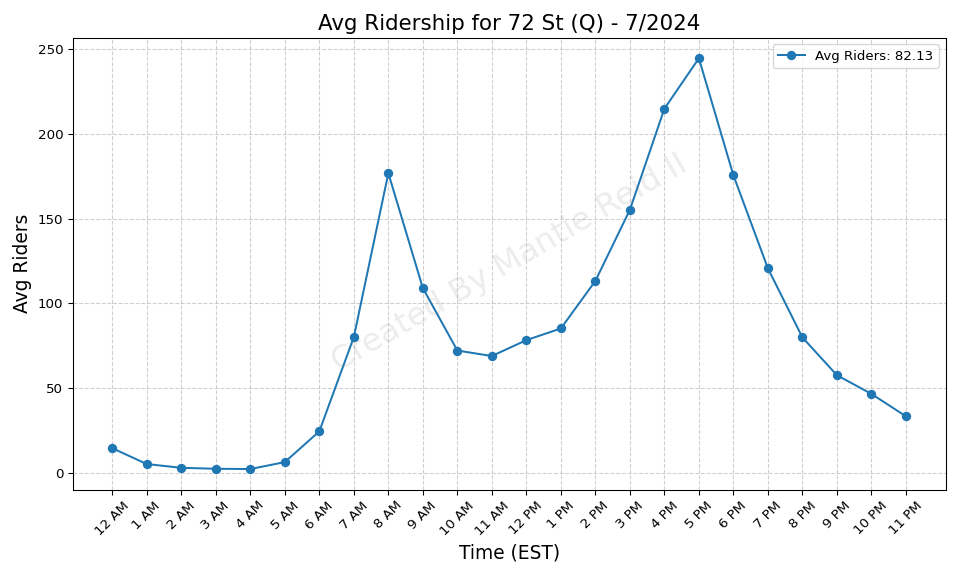 Avg Ridership for 72 St (Q) - 7/2024
Avg Riders: 82.13
Avg Riders
250
200
150
100
50
0
12 AM
1 AM
2 AM
3 AM
4 AM
5 AM
6 AM
7 AM
8 AM
9 AM
10 AM
11 AM
12 PM
1 PM
2 PM
3 PM
4 PM
5 PM
6 PM
7 PM
8 PM
9 PM
10 PM
11 PM
Time (EST)
Created By Mantle Reid II